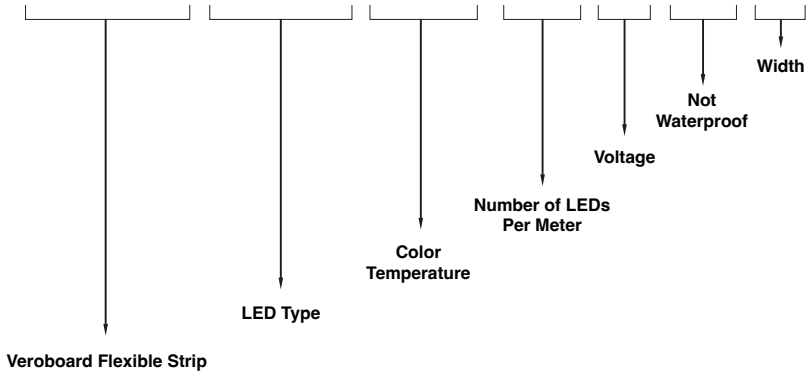 Width
Not
Waterproof
Voltage
Number of LEDs
Per Meter
Color
Temperature
LED Type
Veroboard Flexible Strip